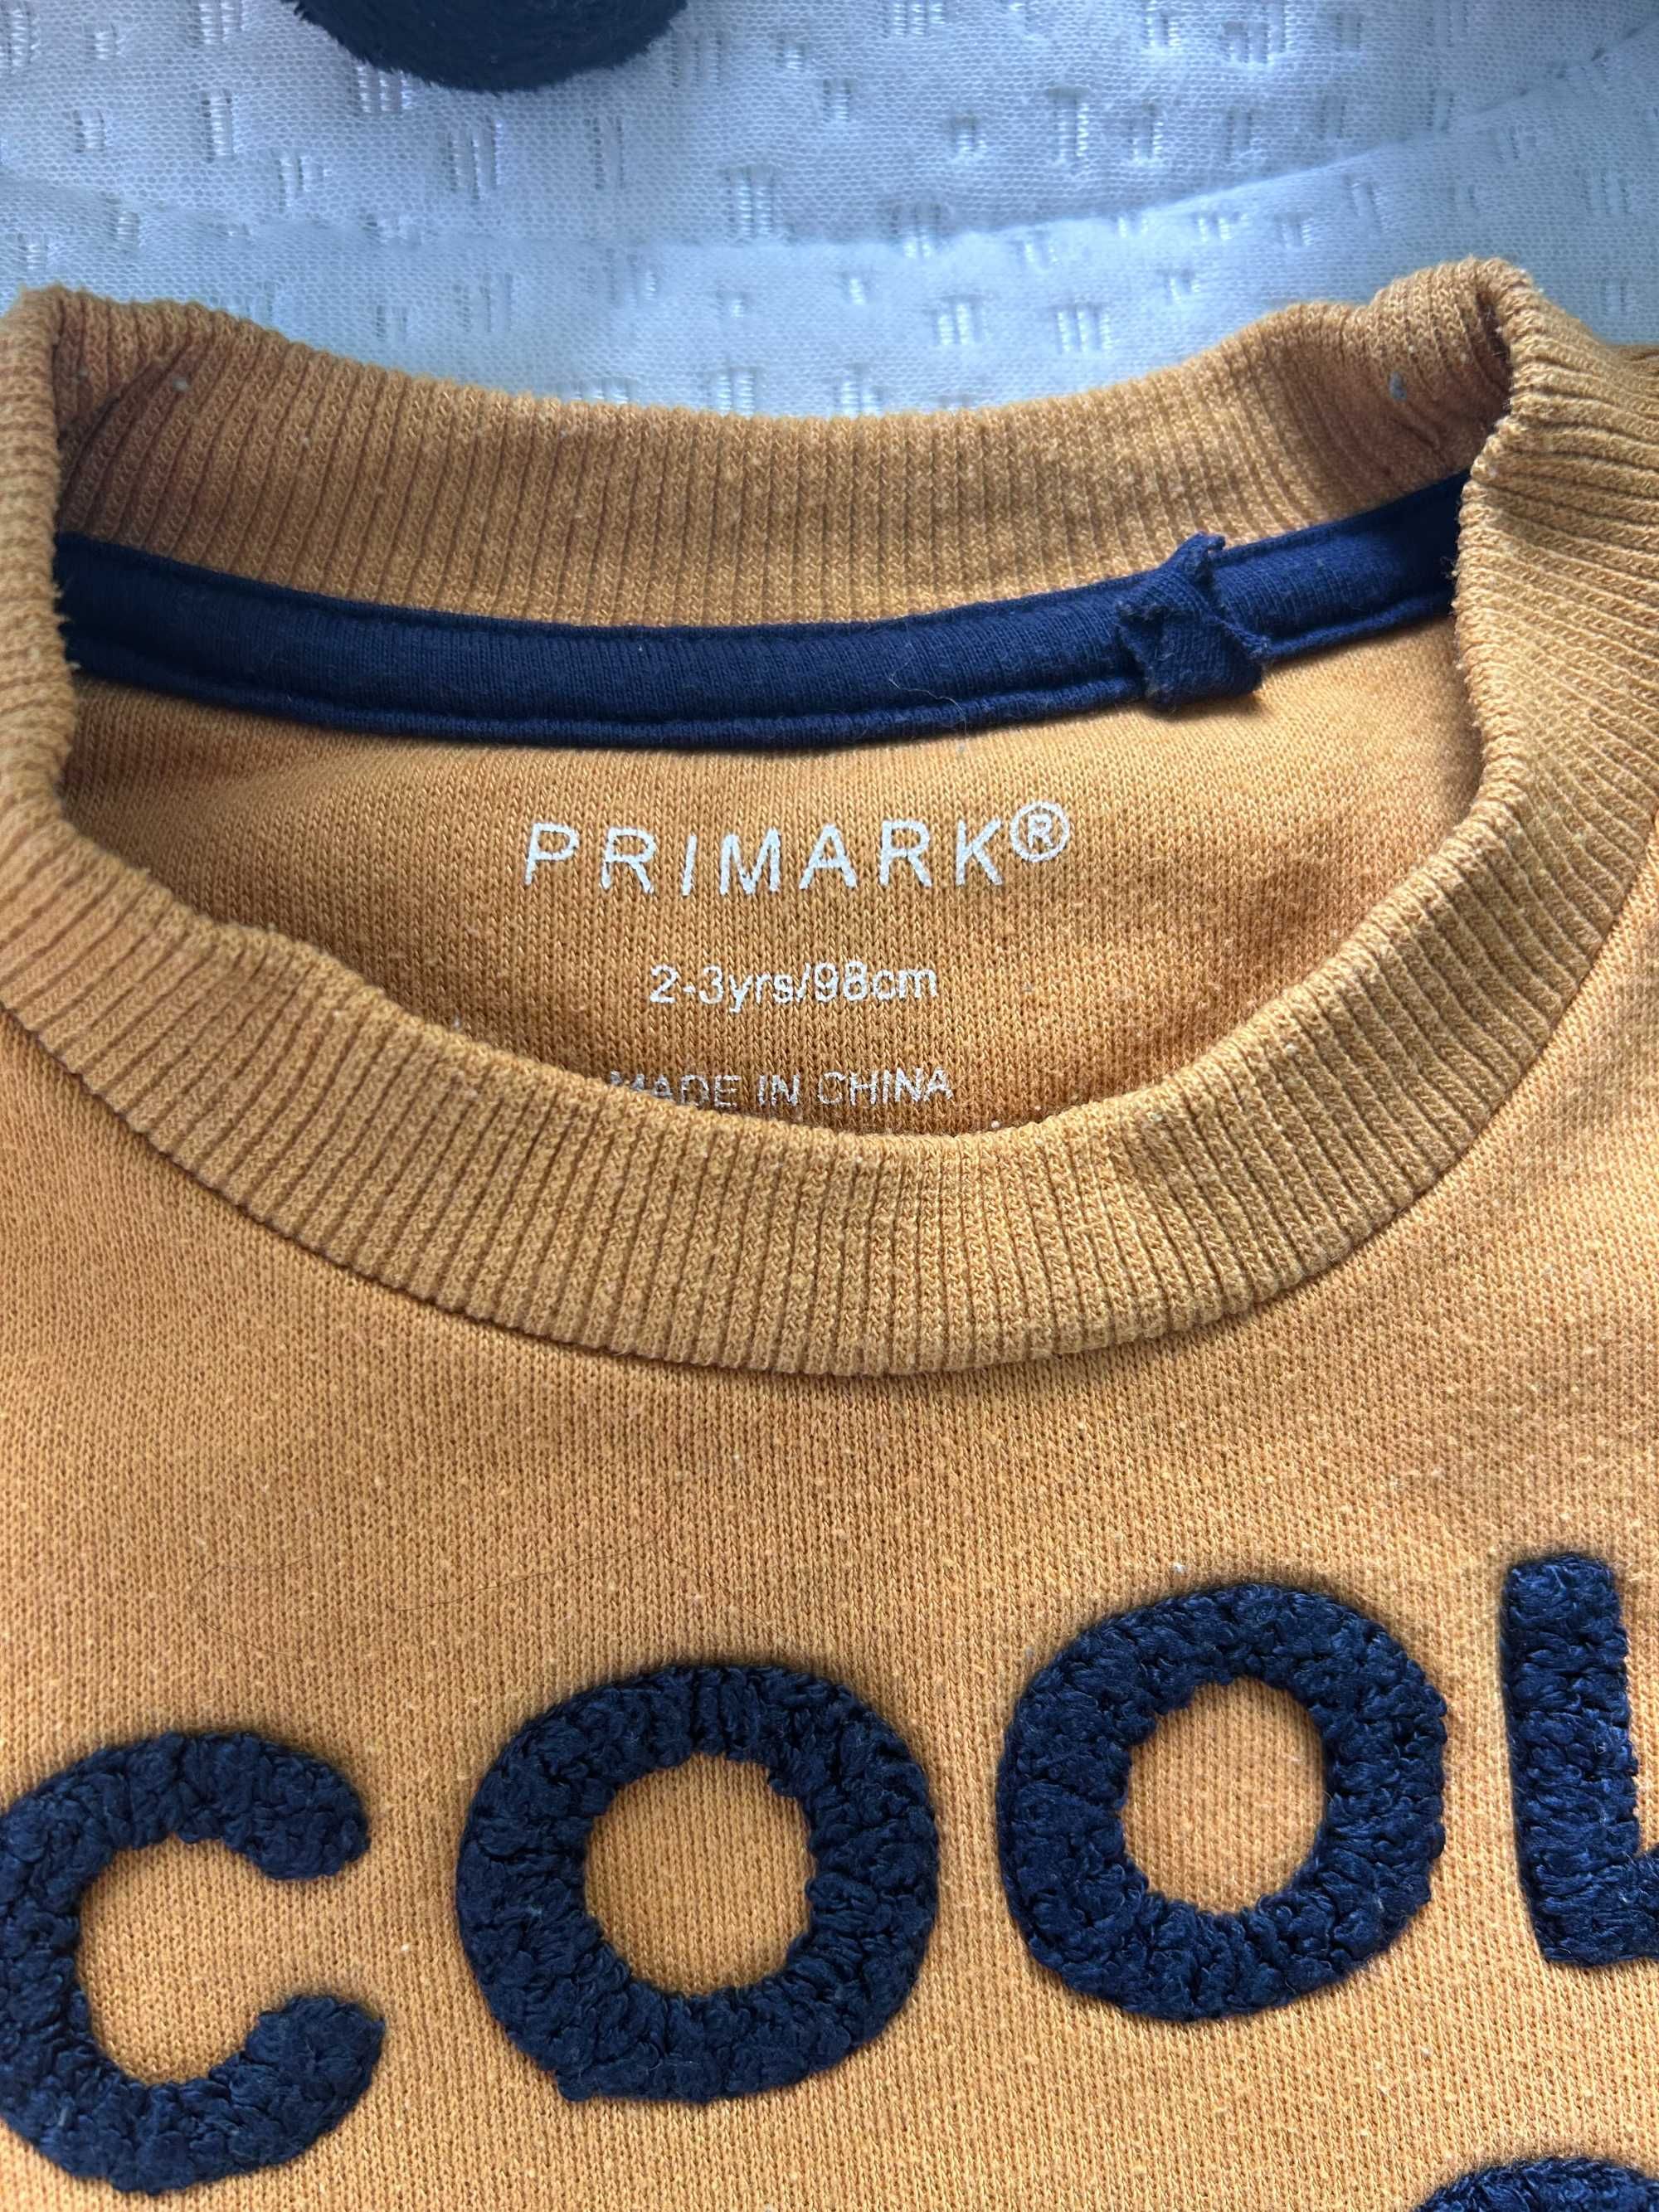 PRIMARK®
2-3yrs/98cm
MADE IN CHINA
COOL